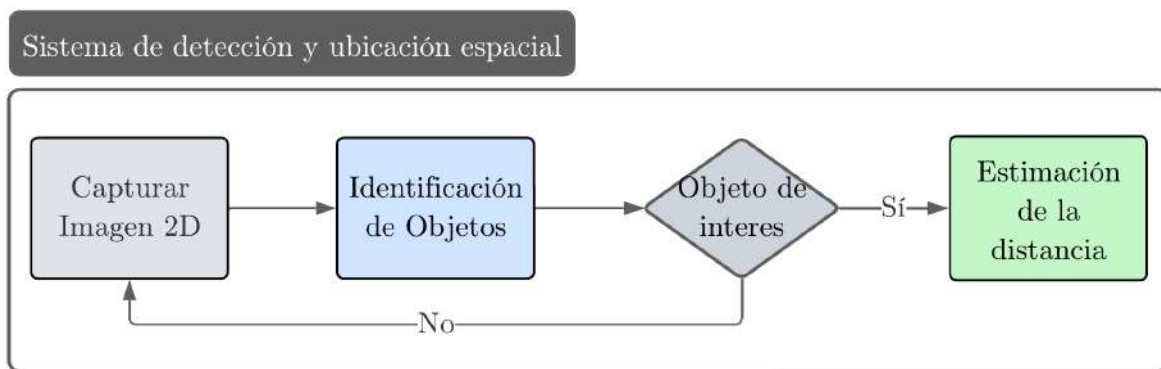 Sistema de detección y ubicación espacial
Capturar
Imagen 2D
Identificación
de Objetos
Objeto de
interes
Sí
Estimación
de la
distancia
No